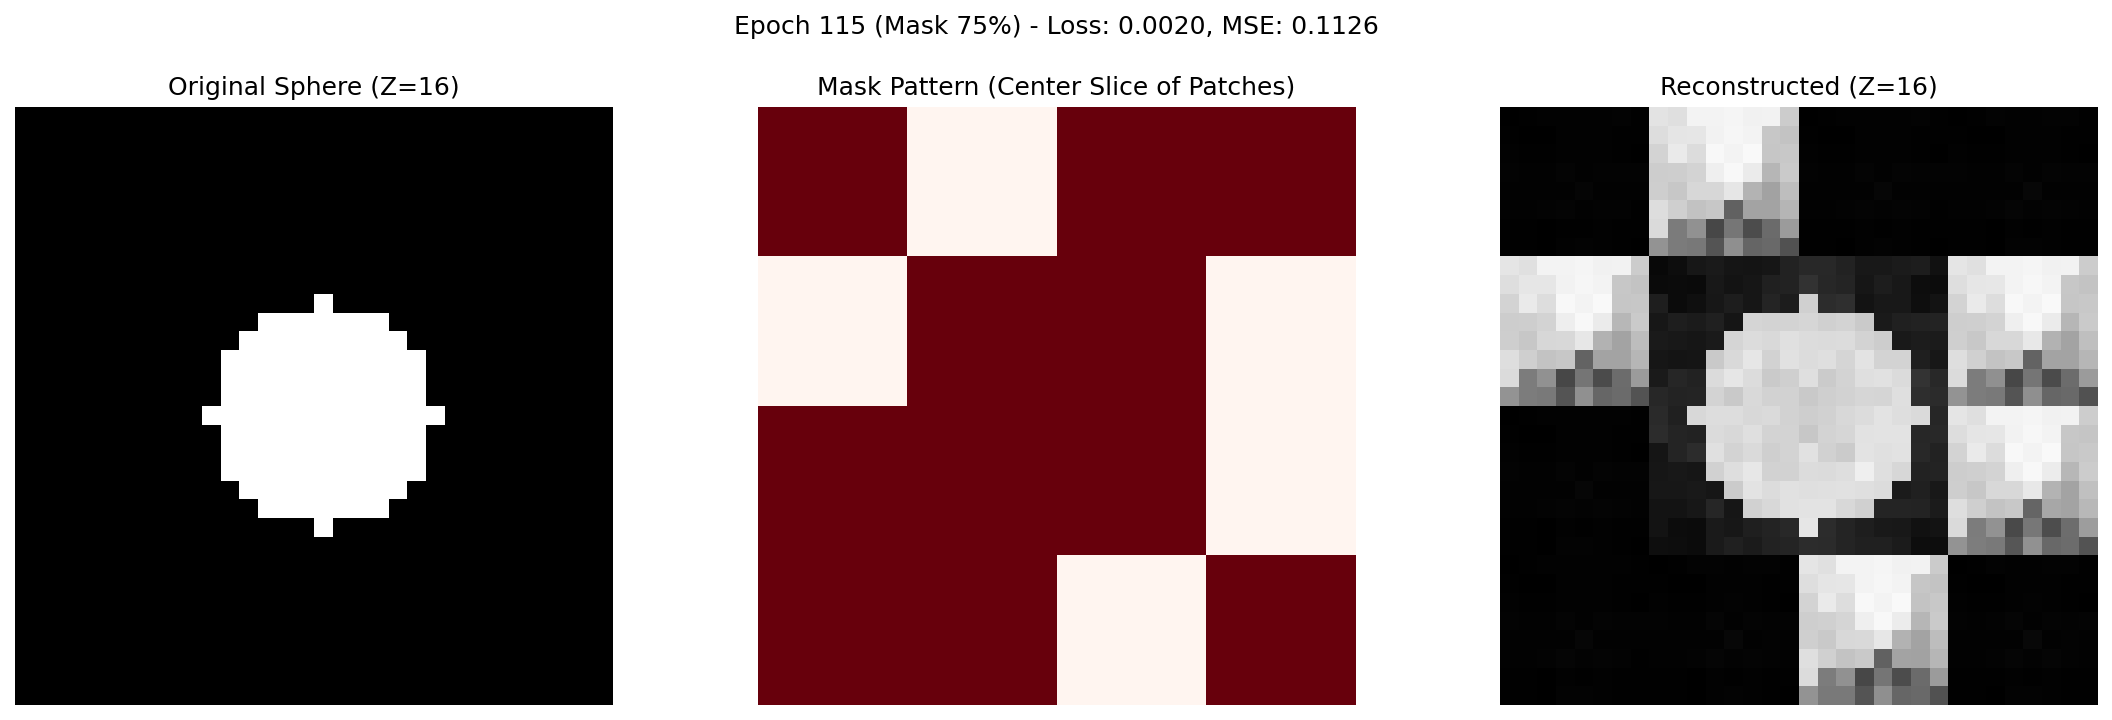 Epoch 115 (Mask 75%) - Loss: 0.0020, MSE: 0.1126
Original Sphere (Z=16)
Mask Pattern (Center Slice of Patches)
Reconstructed (Z=16)